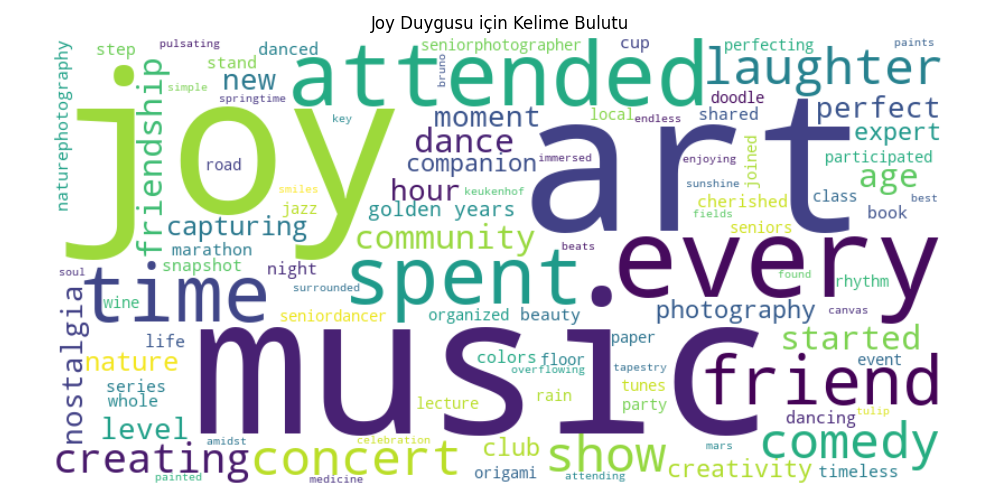 Joy Duygusu için Kelime Bulutu
step
pulsating
danced
seniorphotographer
cup
perfecting
paints
naturephotography
friendship
stand
new
attended
bruno
laughter
simple
springtime
doodle
joy
key
moment
local
endless
shared
perfect
art
dance
expert
road
companion
immersed
enjoying
joined
participated
smiles
hour
keukenhof
sunshine
age
jazz
golden years
cherished
class
best
capturing
fields
seniors
book
marathon
community
beats
every
snapshot
night
soul
time
spent
found
rhythm
nostalgia
wine
surrounded
photography
canvas
seniordancer
organized
beauty
music
life
paper
started
nature
colors
floor
event
overflowing
tapestry
friend
series
tunes
whole
lecture
rain
party
dancing
tulip
level
amidst
celebration
club
show
mars
comedy
creating
concert
painted
medicine
origami
attending
creativity
timeless